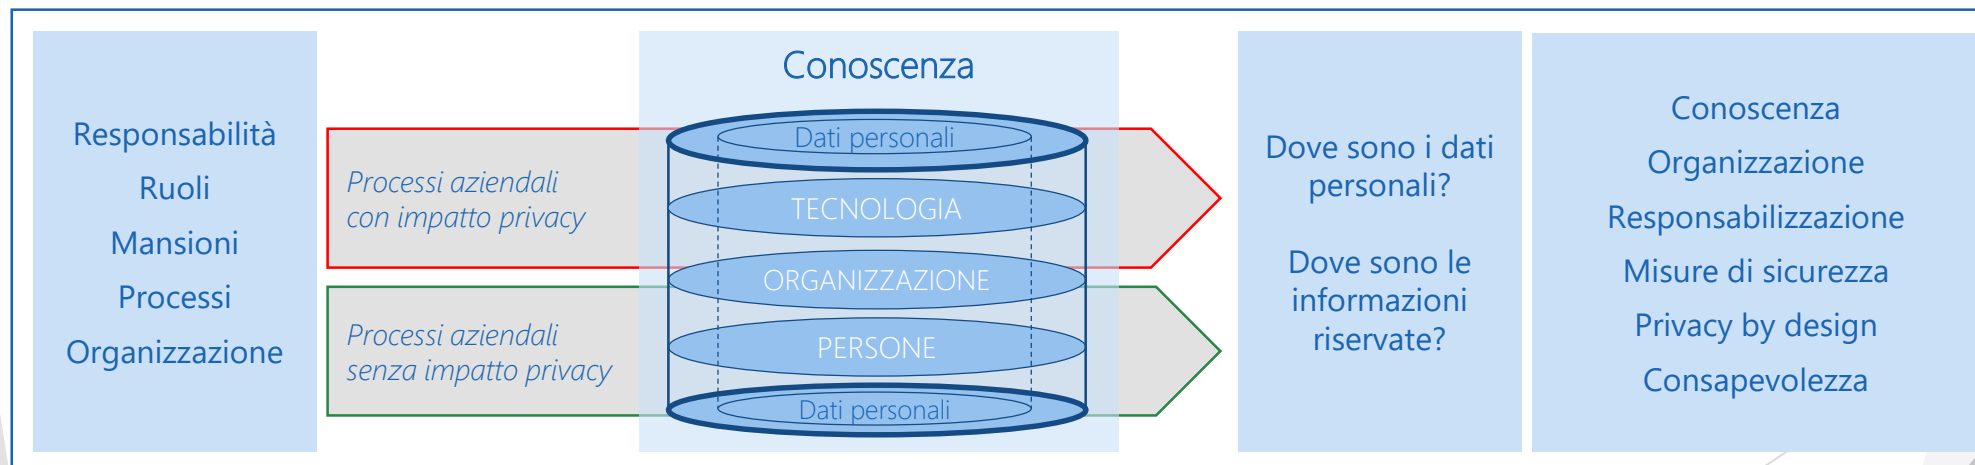 Responsabilità
Ruoli
Mansioni
Processi
Organizzazione
Processi aziendali
con impatto privacy
Processi aziendali
senza impatto privacy
Conoscenza
Dati personali
TECNOLOGIA
ORGANIZZAZIONE
PERSONE
Dati personali
Dove sono i dati
personali?
Dove sono le
informazioni
riservate?
Conoscenza
Organizzazione
Responsabilizzazione
Misure di sicurezza
Privacy by design
Consapevolezza